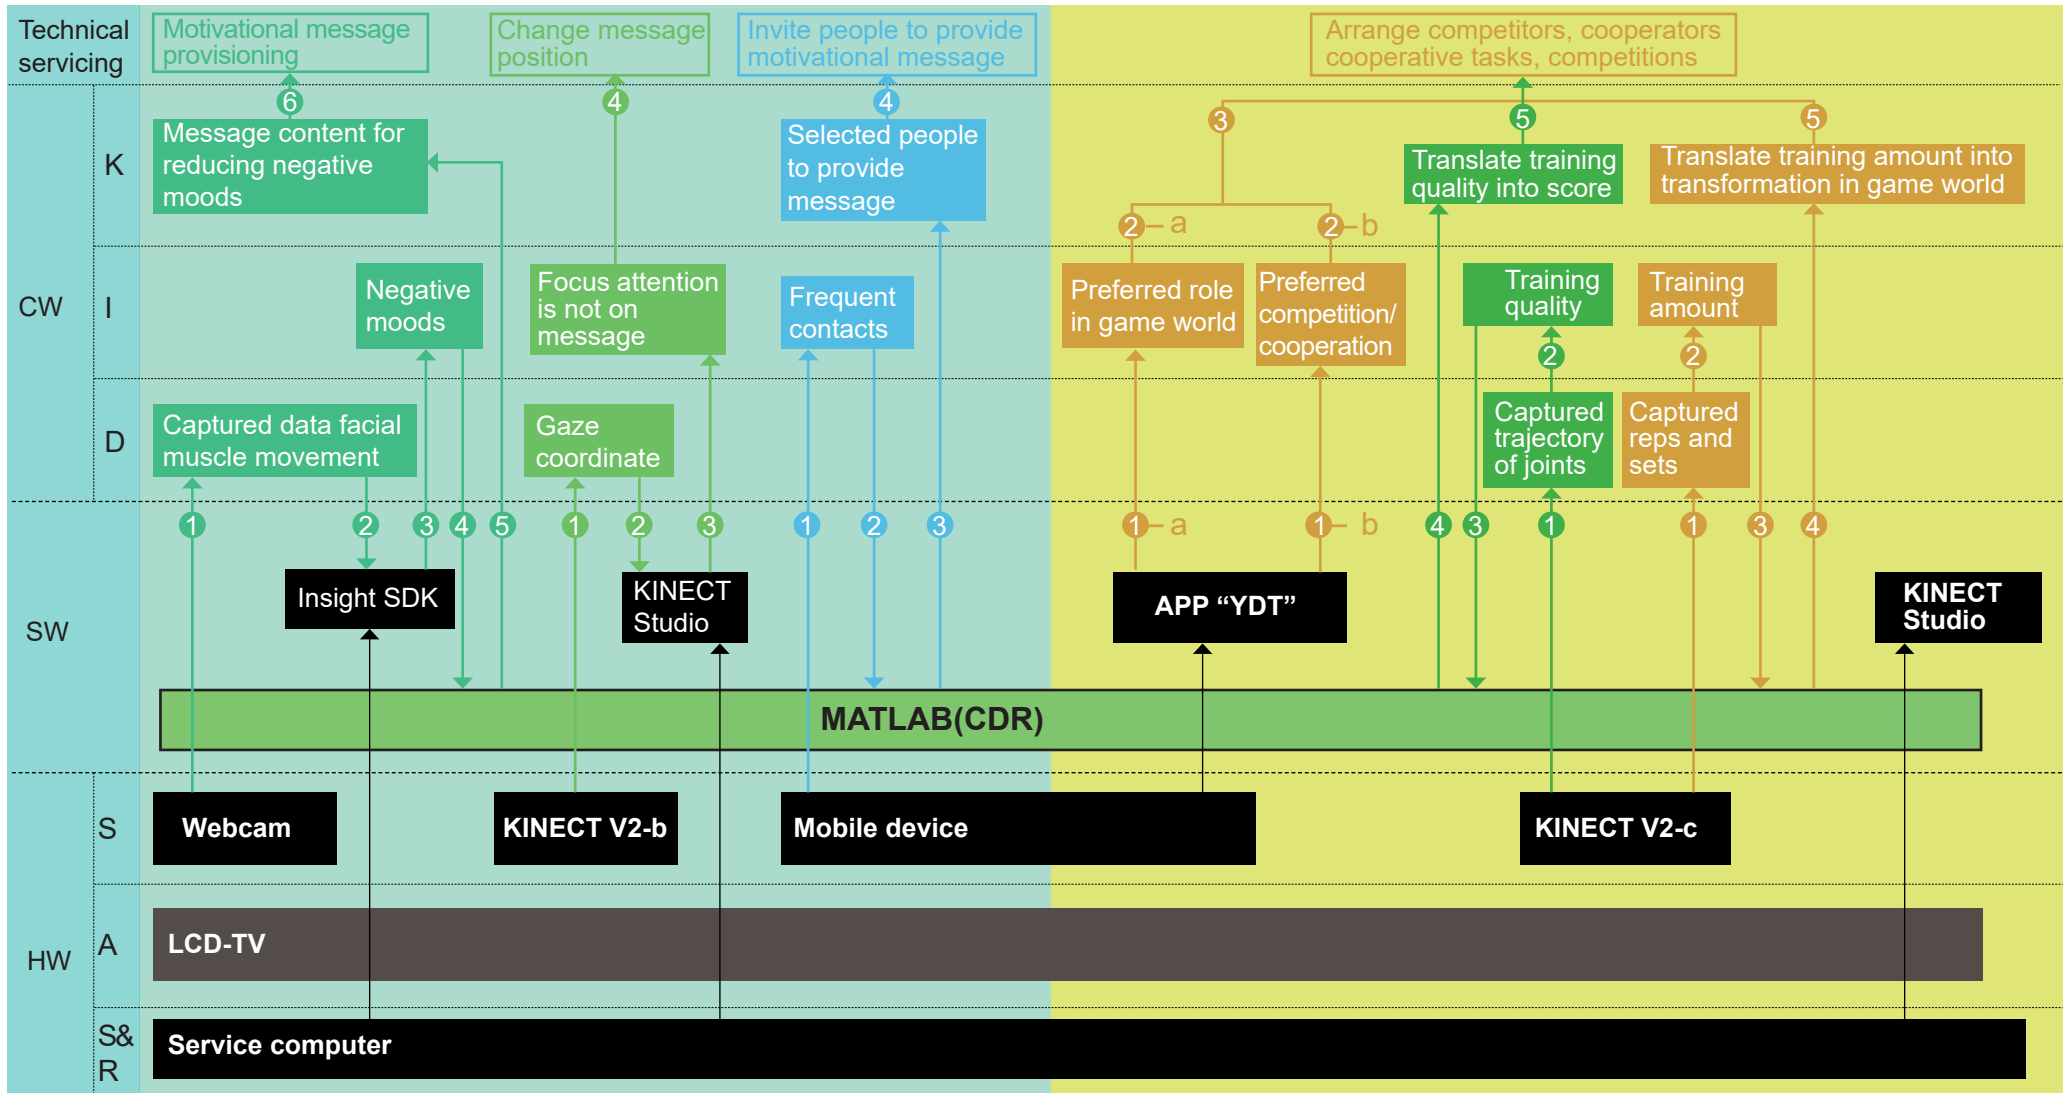 Technical
servicing
Motivational message
provisioning
Change message
position
Invite people to provide
motivational message
Arrange competitors, cooperators
cooperative tasks, competitions
6
4
4
3
5
5
CW
K
Message content for
reducing negative
moods
Selected people
to provide
message
Translate training
quality into score
Translate training amount into
transformation in game world
2 a
2 b
I
Negative
moods
Focus attention
is not on
message
Frequent
contacts
Preferred role
in game world
Preferred
competition/
cooperation
Training
quality
Training
amount
2
2
D
Captured data facial
muscle movement
Gaze
coordinate
Captured
trajectory
of joints
Captured
reps and
sets
1
2
3
4
5
1
2
3
1
2
3
1 a
1 b
4
3
1
1
3
4
SW
Insight SDK
KINECT
Studio
APP “YDT”
KINECT
Studio
MATLAB(CDR)
HW
S
Webcam
KINECT V2-b
Mobile device
KINECT V2-c
A
LCD-TV
S&
R
Service computer